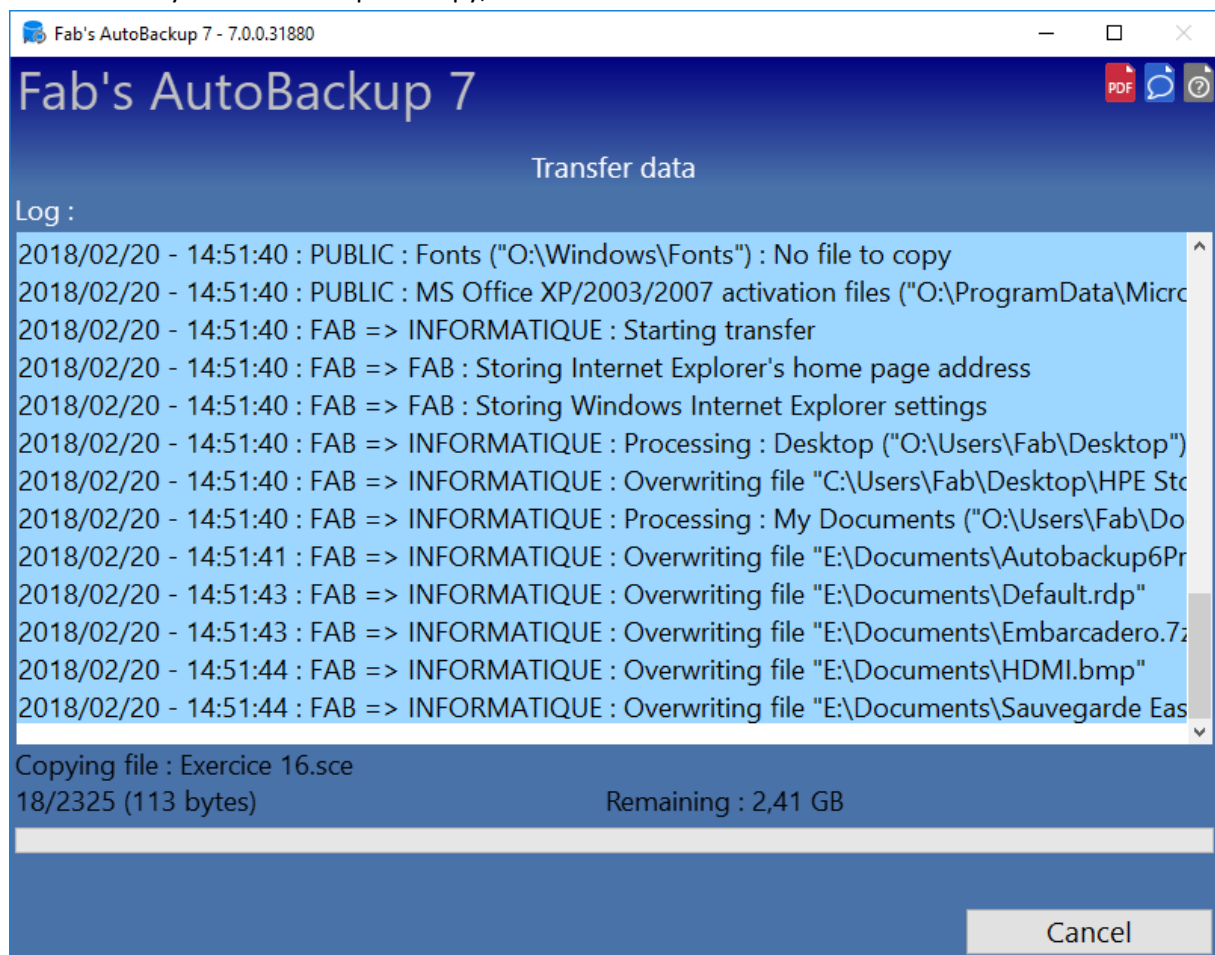 Fab's AutoBackup 7 - 7.0.0.31880
Fab's AutoBackup 7
PDF
Transfer data
Log :
2018/02/20 - 14:51:40 : PUBLIC : Fonts ("O:\Windows\Fonts") : No file to copy
2018/02/20 - 14:51:40 : PUBLIC : MS Office XP/2003/2007 activation files ("O:\ProgramData\Micro
2018/02/20 - 14:51:40 : FAB => INFORMATIQUE : Starting transfer
2018/02/20 - 14:51:40 : FAB => FAB : Storing Internet Explorer's home page address
2018/02/20 - 14:51:40 : FAB => FAB : Storing Windows Internet Explorer settings
2018/02/20 - 14:51:40 : FAB => INFORMATIQUE : Processing : Desktop ("O:\Users\Fab\Desktop")
2018/02/20 - 14:51:40 : FAB => INFORMATIQUE : Overwriting file "C:\Users\Fab\Desktop\HPE Sto
2018/02/20 - 14:51:40 : FAB => INFORMATIQUE : Processing : My Documents ("O:\Users\Fab\Do
2018/02/20 - 14:51:41 : FAB => INFORMATIQUE : Overwriting file "E:\Documents\Autobackup6Pr
2018/02/20 - 14:51:43 : FAB => INFORMATIQUE : Overwriting file "E:\Documents\Default.rdp"
2018/02/20 - 14:51:43 : FAB => INFORMATIQUE : Overwriting file "E:\Documents\Embarcadero.7z
2018/02/20 - 14:51:44 : FAB => INFORMATIQUE : Overwriting file "E:\Documents\HDMI.bmp"
2018/02/20 - 14:51:44 : FAB => INFORMATIQUE : Overwriting file "E:\Documents\Sauvegarde Eas
Copying file : Exercice 16.sce
18/2325 (113 bytes) Remaining : 2,41 GB
Cancel